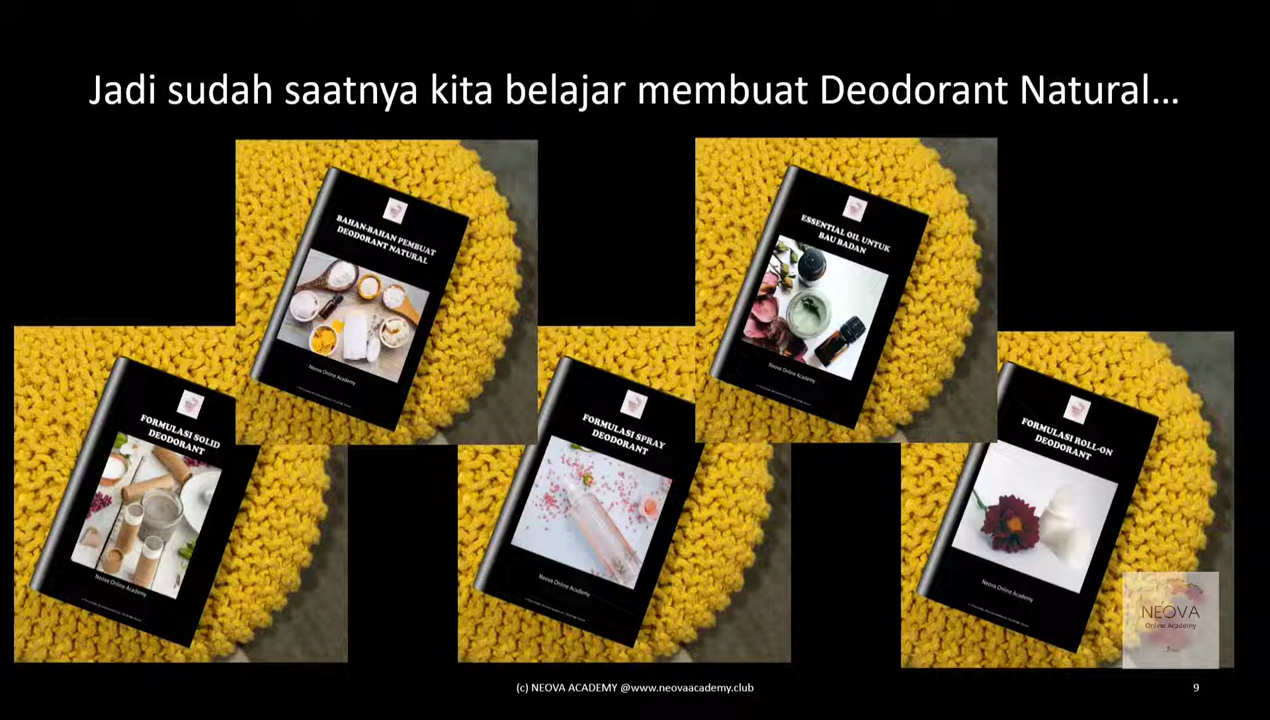 Jadi sudah saatnya kita belajar membuat Deodorant Natural...
BAHAN-BAHAN PEMBUAT
DEODORANT NATURAL
Neova Online Academy
ESSENTIAL OIL UNTUK
BAU BADAN
Neova Online Academy
FORMULASI SOLID
DEODORANT
Neova Online Academy
FORMULASI SPRAY
DEODORANT
Neova Online Academy
FORMULASI ROLL-ON
DEODORANT
Neova Online Academy
NEOVA
Online Academy
(c) NEOVA ACADEMY @www.neovaacademy.club
9